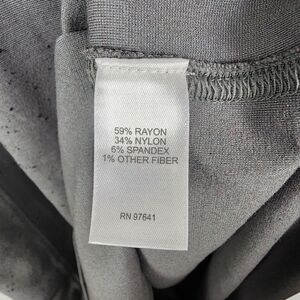 59% RAYON
34% NYLON
6% SPANDEX
1% OTHER FIBER
RN 97641